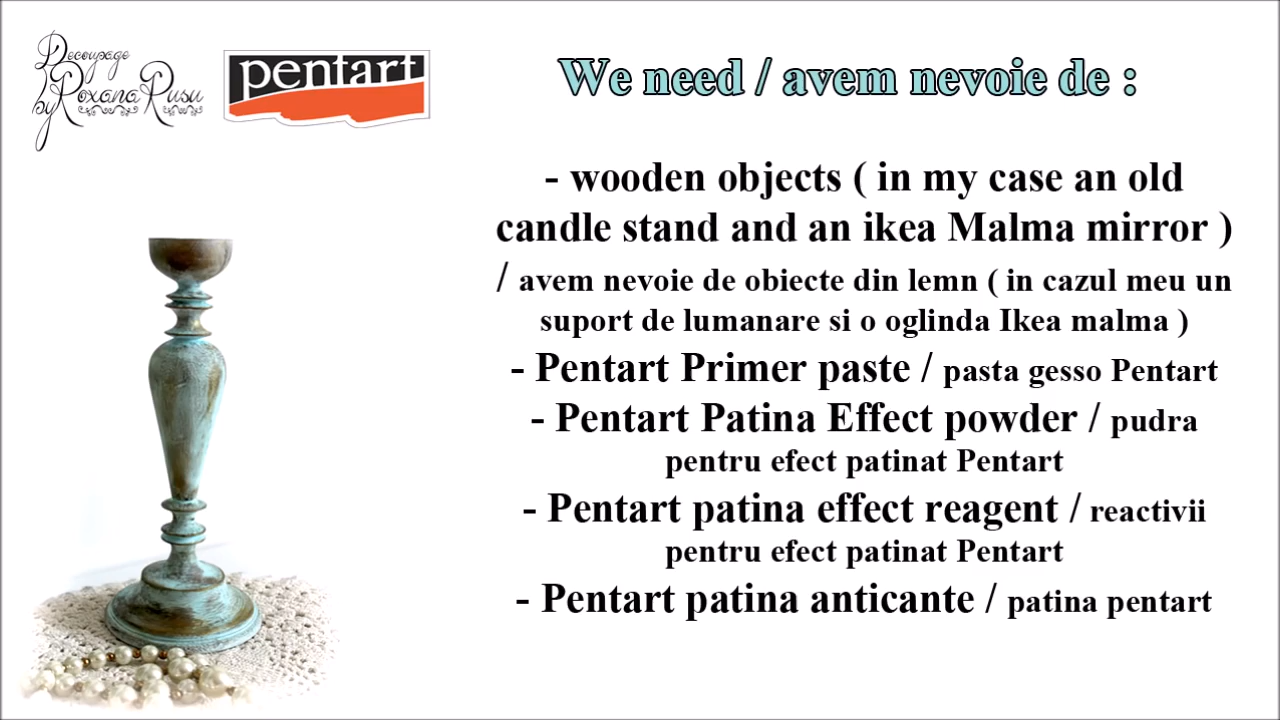 Decoupage
by Roxana Rusu
pentart
We need / avem nevoie de :
- wooden objects ( in my case an old
candle stand and an ikea Malma mirror )
/ avem nevoie de obiecte din lemn ( in cazul meu un
suport de lumanare si o oglinda Ikea malma )
- Pentart Primer paste / pasta gesso Pentart
- Pentart Patina Effect powder / pudra
pentru efect patinat Pentart
- Pentart patina effect reagent / reactivii
pentru efect patinat Pentart
- Pentart patina anticante / patina pentart